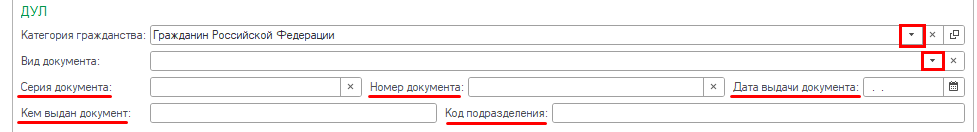 ДУЛ
Категория гражданства: Гражданин Российской Федерации
Вид документа:
Серия документа: Номер документа: Дата выдачи документа: . .
Кем выдан документ: Код подразделения: